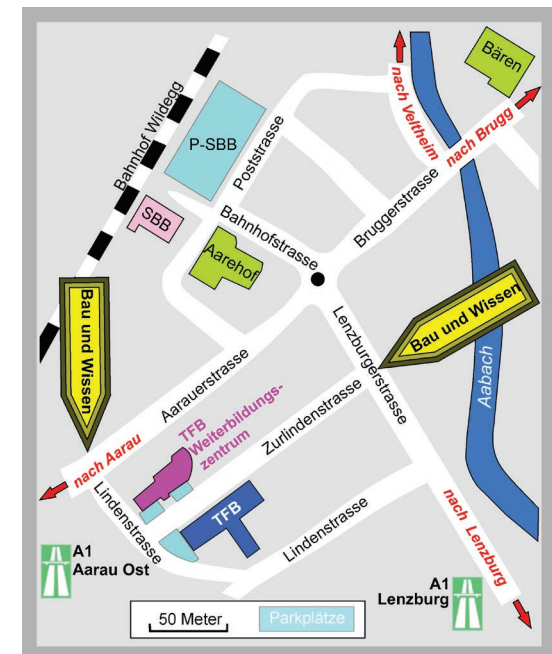 Bären
nach Veltheim
nach Brugg
Bahnhof Wildegg
P-SBB
Poststrasse
SBB
Bahnhofstrasse
Bruggerstrasse
Aarehof
Bau und Wissen
Bau und Wissen
Aabach
Lenzburgerstrasse
Aarauerstrasse
TFB
Weiterbildungs-
zentrum
Zurlindenstrasse
nach Aarau
Lindenstrasse
TFB
Lindenstrasse
nach Lenzburg
A1
Aarau Ost
A1
Lenzburg
50 Meter
Parkplätze